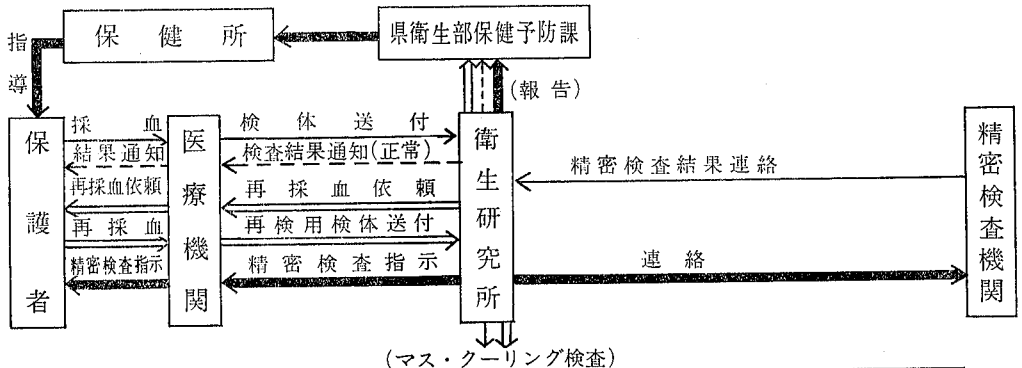 保健所
県衛生部保健予防課
指導
(報告)
保護者
医療機関
衛生研究所
精密検査機関
採血
検体送付
結果通知
検査結果通知(正常)
精密検査結果連絡
再採血依頼
再採血依頼
再採血
再検用検体送付
精密検査指示
精密検査指示
連絡
(マス・クーリング検査)